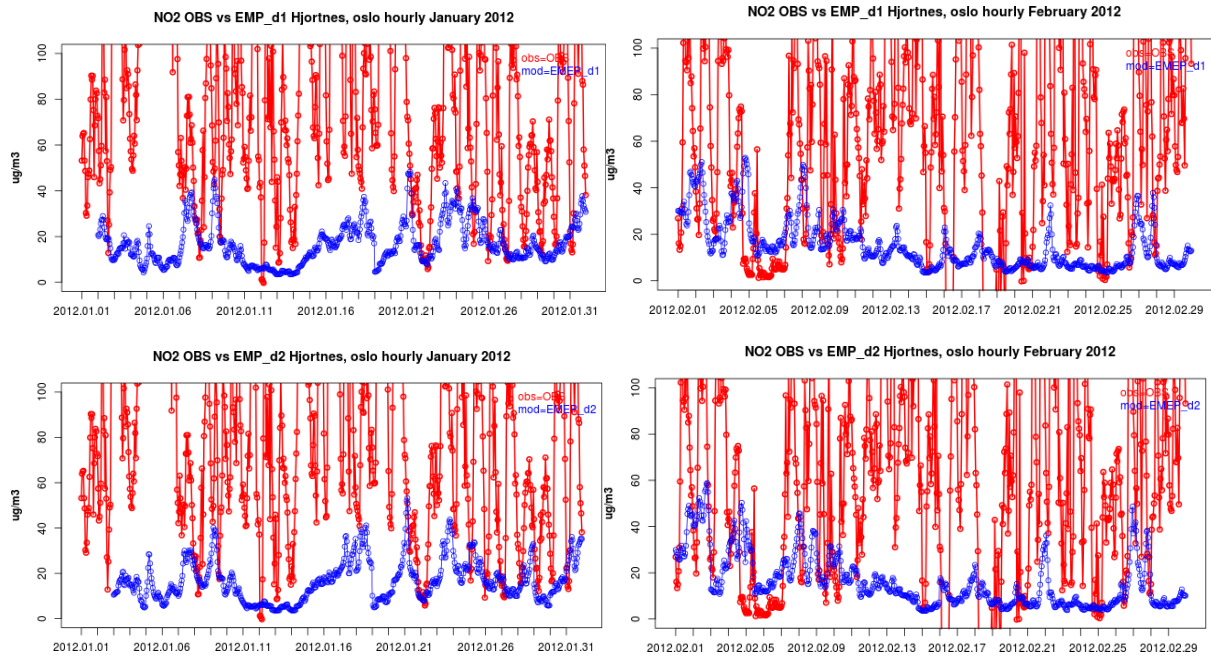 NO2 OBS vs EMP_d1 Hjortnes, oslo hourly January 2012
ug/m3
0
20
40
60
80
100
obs=OBS
mod=EMEP_d1
2012.01.01 2012.01.06 2012.01.11 2012.01.16 2012.01.21 2012.01.26 2012.01.31
NO2 OBS vs EMP_d1 Hjortnes, oslo hourly February 2012
ug/m3
0
20
40
60
80
100
obs=OBS
mod=EMEP_d1
2012.02.01 2012.02.05 2012.02.09 2012.02.13 2012.02.17 2012.02.21 2012.02.25 2012.02.29
NO2 OBS vs EMP_d2 Hjortnes, oslo hourly January 2012
ug/m3
0
20
40
60
80
100
obs=OBS
mod=EMEP_d2
2012.01.01 2012.01.06 2012.01.11 2012.01.16 2012.01.21 2012.01.26 2012.01.31
NO2 OBS vs EMP_d2 Hjortnes, oslo hourly February 2012
ug/m3
0
20
40
60
80
100
obs=OBS
mod=EMEP_d2
2012.02.01 2012.02.05 2012.02.09 2012.02.13 2012.02.17 2012.02.21 2012.02.25 2012.02.29